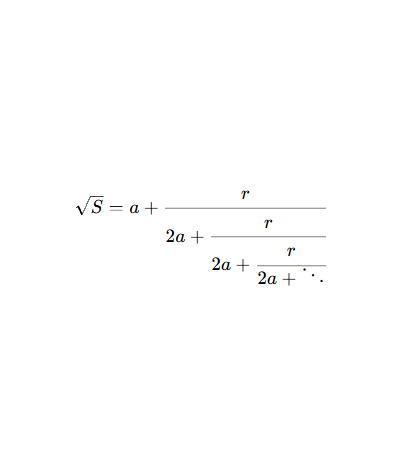 √S = a + r
2a + r
2a + r
2a + ⋱